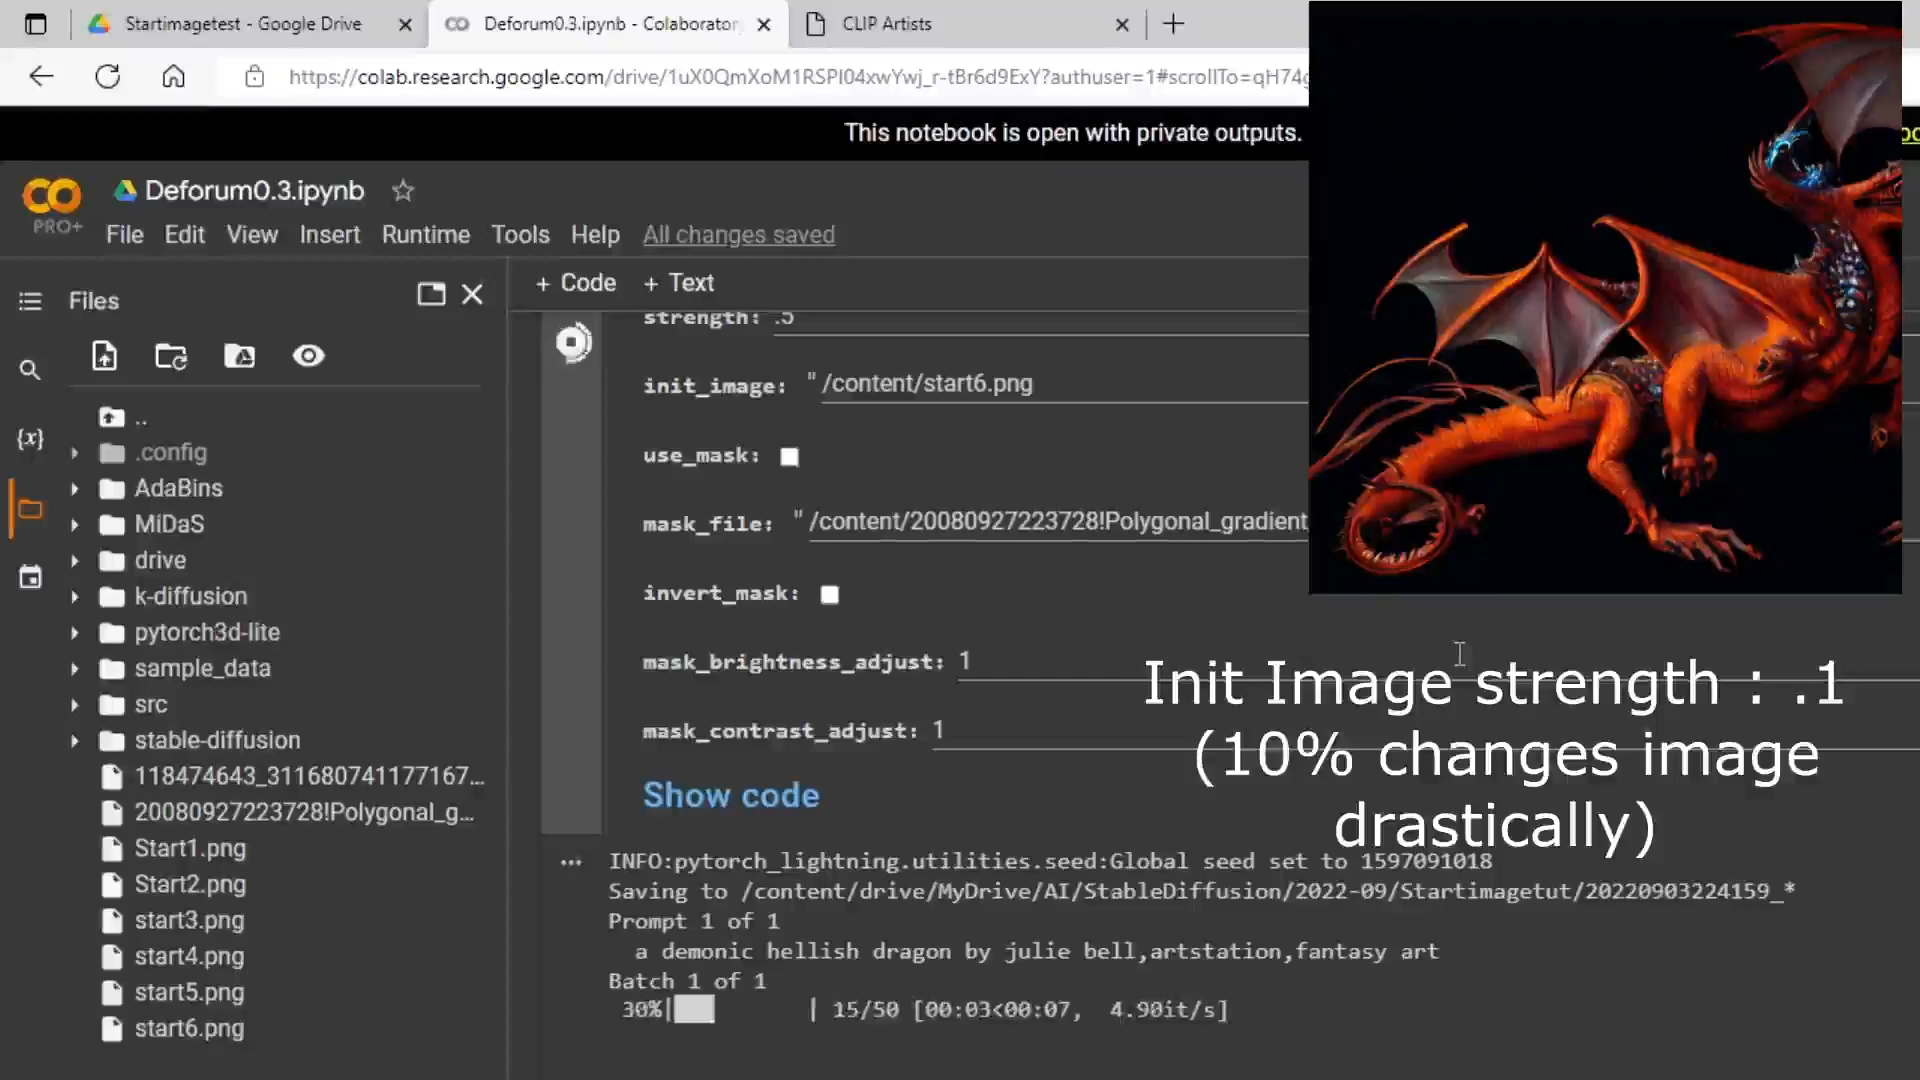 Startimagetest - Google Drive
Deforum0.3.ipynb - Colaborator
CLIP Artists
https://colab.research.google.com/drive/1uX0QmXoM1RSPl04xwYwj_r-tBr6d9ExY?authuser=1#scrollTo=qH74g
This notebook is open with private outputs.
PRO+
Deforum0.3.ipynb
File Edit View Insert Runtime Tools Help All changes saved
Files
+ Code + Text
strength: .5
init_image: "/content/start6.png
use_mask:
mask_file: "/content/20080927223728!Polygonal_gradient
invert_mask:
mask_brightness_adjust: 1
mask_contrast_adjust: 1
Show code
{x}
..
.config
AdaBins
MiDaS
drive
k-diffusion
pytorch3d-lite
sample_data
src
stable-diffusion
118474643_311680741177167...
20080927223728!Polygonal_g...
Start1.png
Start2.png
start3.png
start4.png
start5.png
start6.png
Init Image strength : .1
(10% changes image
drastically)
INFO:pytorch_lightning.utilities.seed:Global seed set to 1597091018
Saving to /content/drive/MyDrive/AI/StableDiffusion/2022-09/Startimagetut/20220903224159_*
Prompt 1 of 1
a demonic hellish dragon by julie bell,artstation,fantasy art
Batch 1 of 1
30%| | 15/50 [00:03<00:07, 4.90it/s]